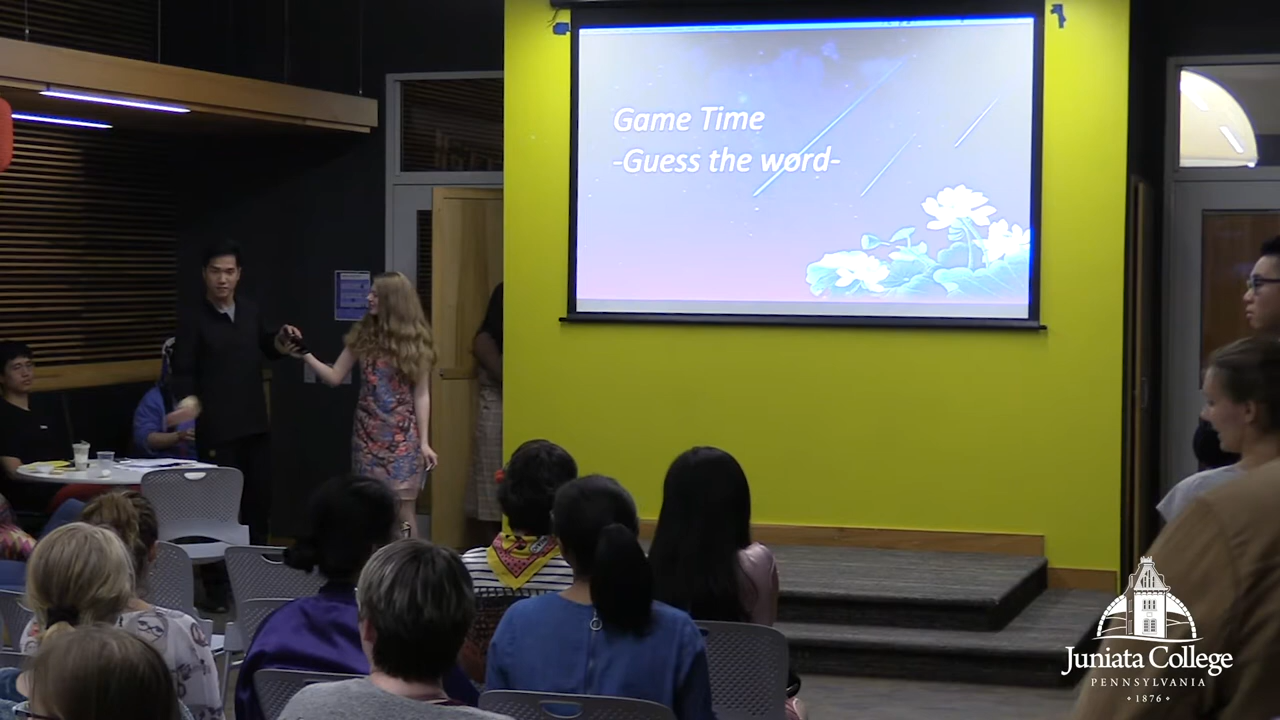 Game Time
-Guess the word-
Juniata College
PENNSYLVANIA
• 1876 •